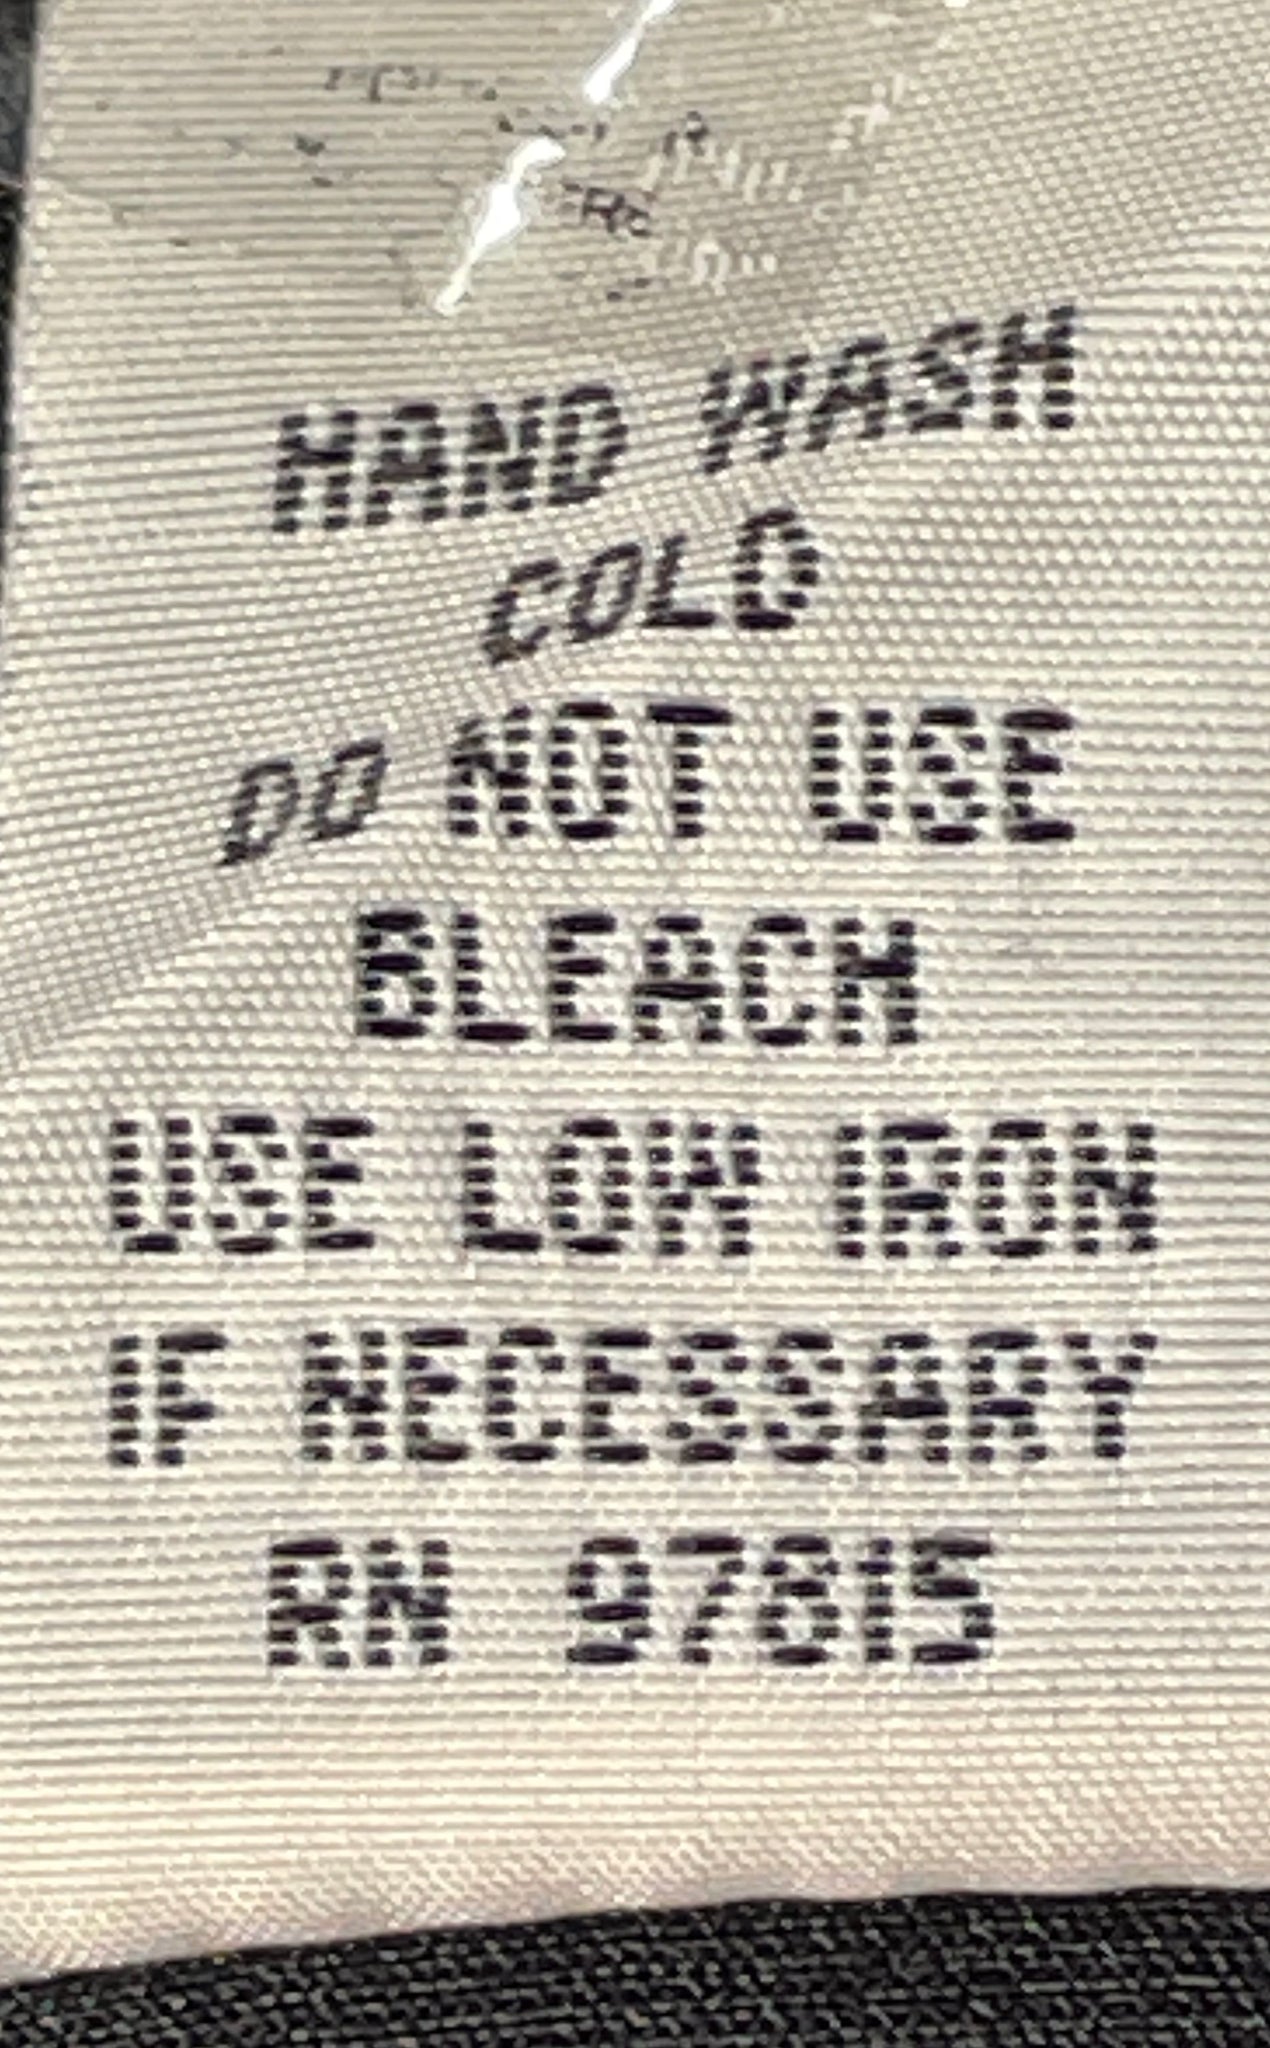 HAND WASH
COLD
DO NOT USE
BLEACH
USE LOW IRON
IF NECESSARY
RN 97815